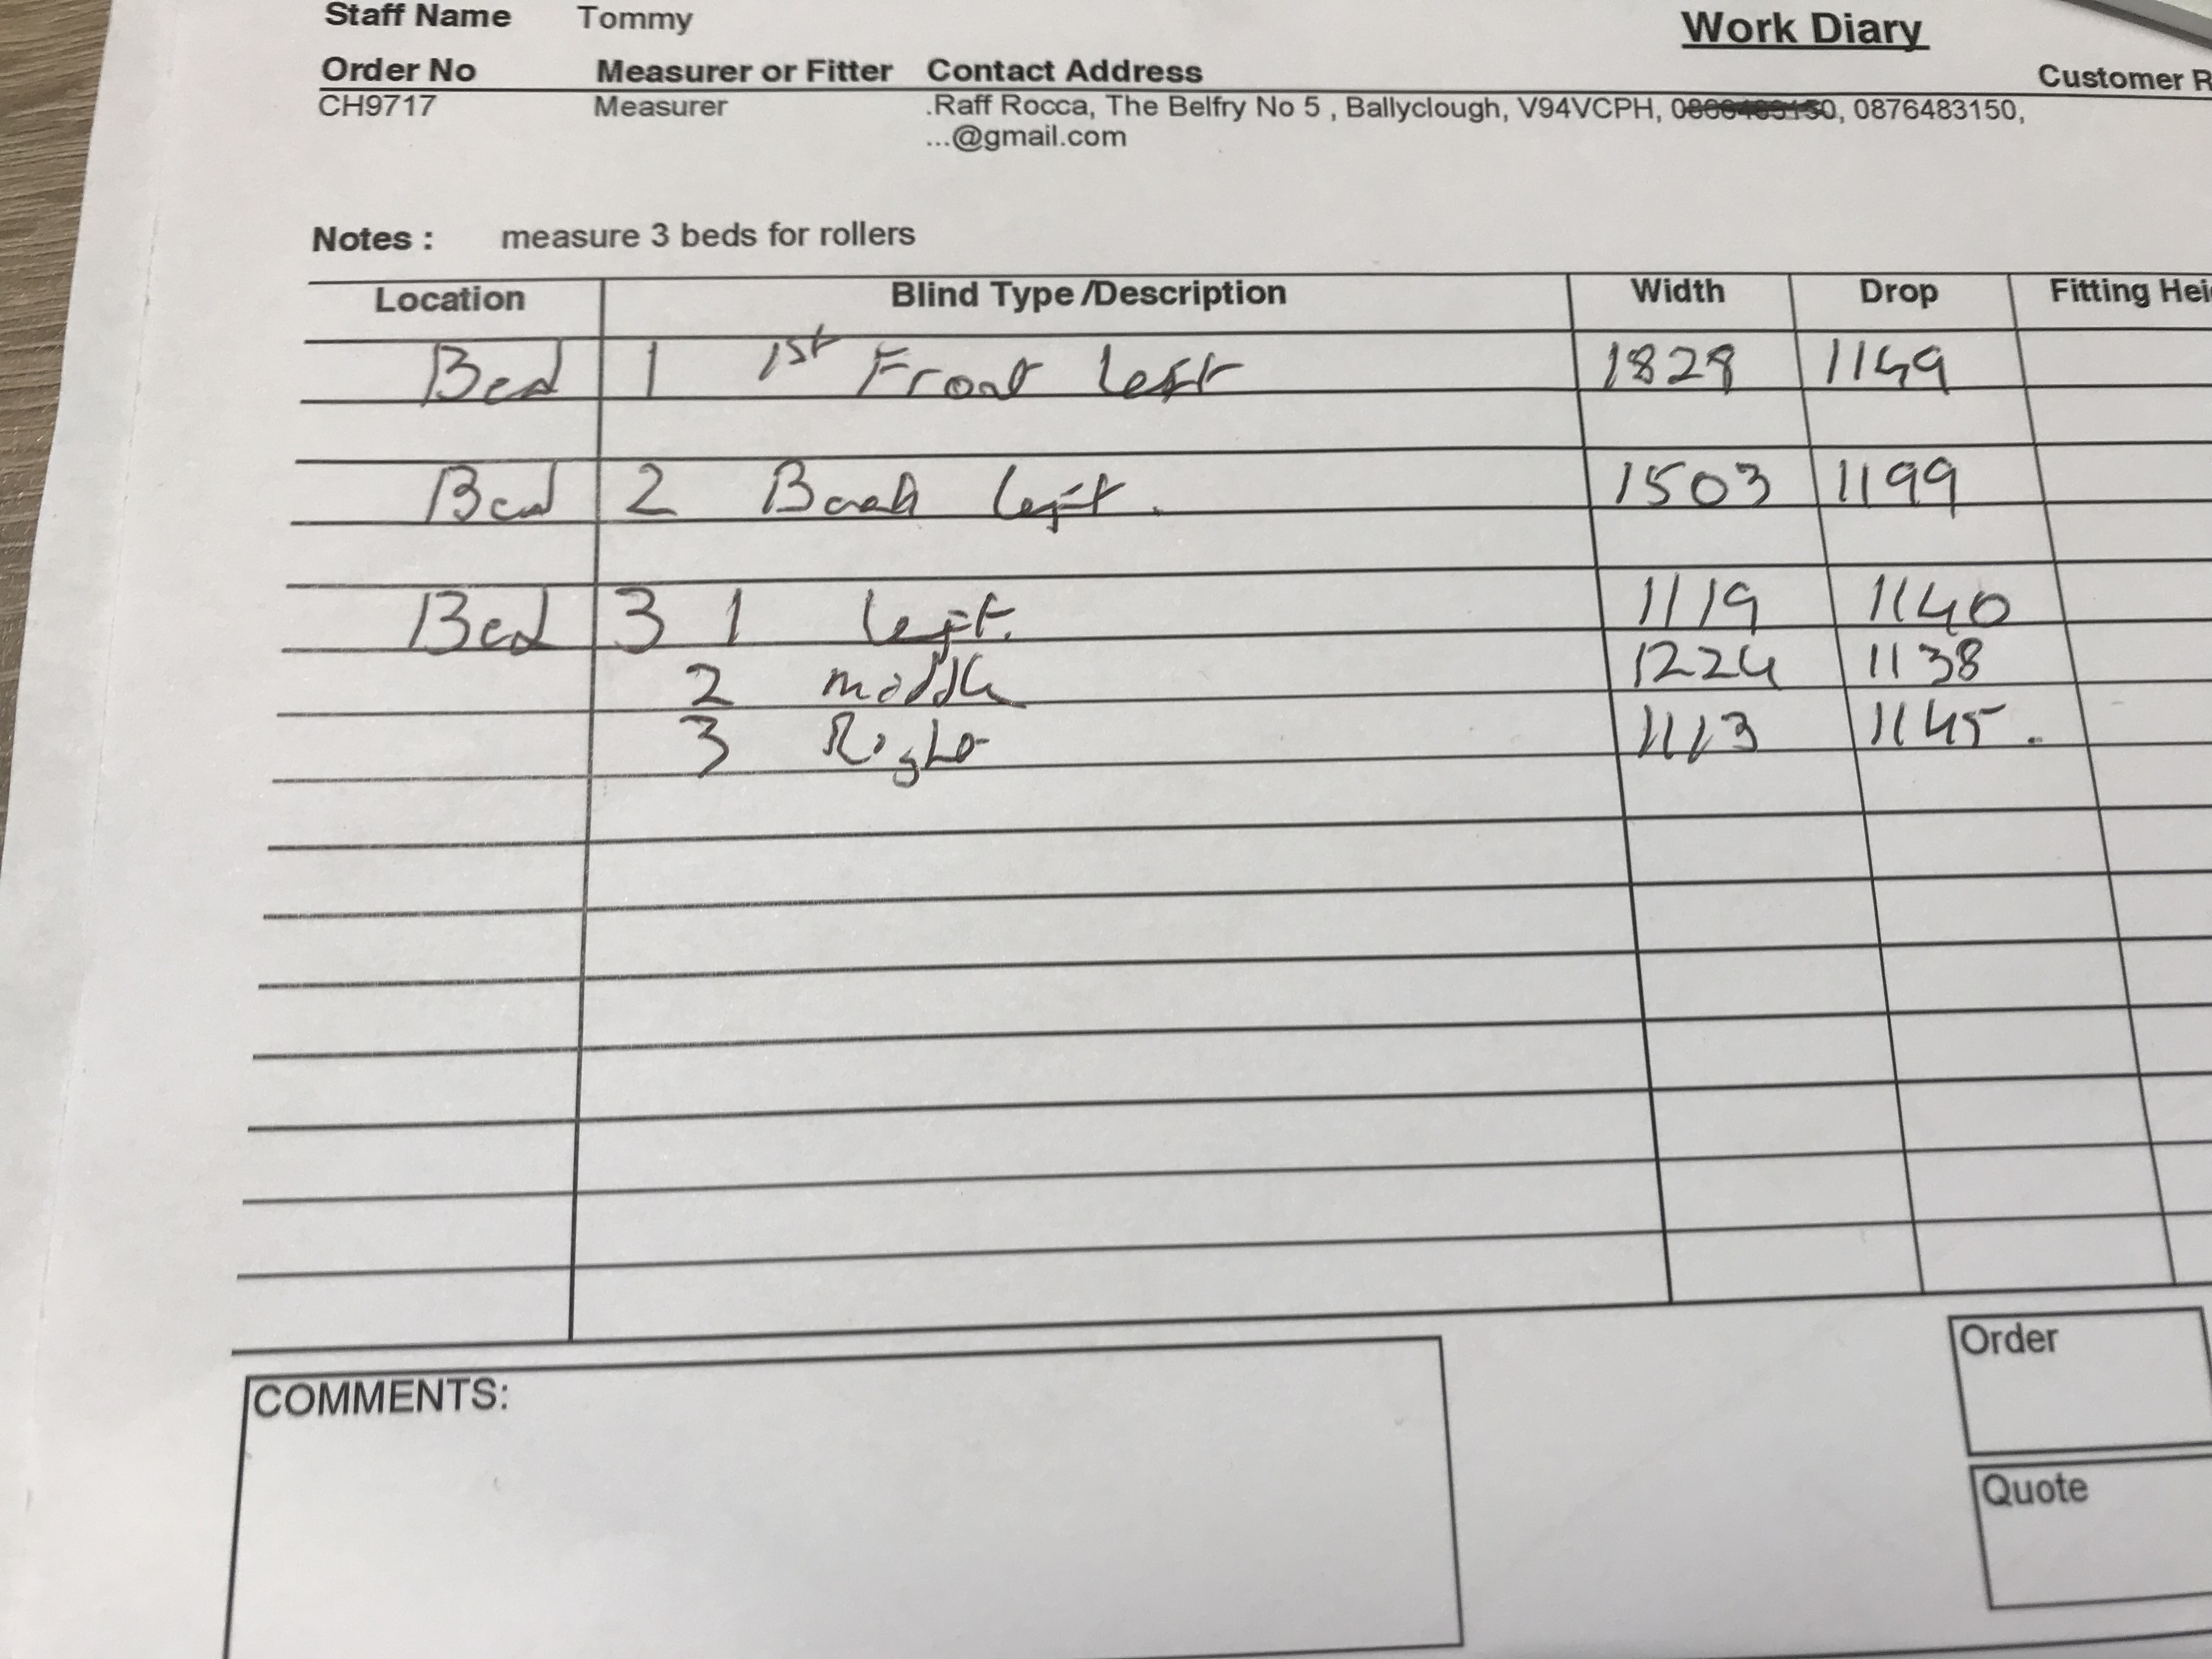 Staff Name Tommy
Work Diary
Order No Measurer or Fitter Contact Address Customer R
CH9717 Measurer .Raff Rocca, The Belfry No 5 , Ballyclough, V94VCPH, 0876483150,
...@gmail.com
Notes : measure 3 beds for rollers
Location Blind Type /Description Width Drop Fitting Hei
Bed 1 1st Front Left 1828 1149
Bed 2 Back left. 1503 1199
Bed 3 1 left. 1119 1140
2 middle 1224 1138
3 Right 1113 1145.
COMMENTS:
Order
Quote